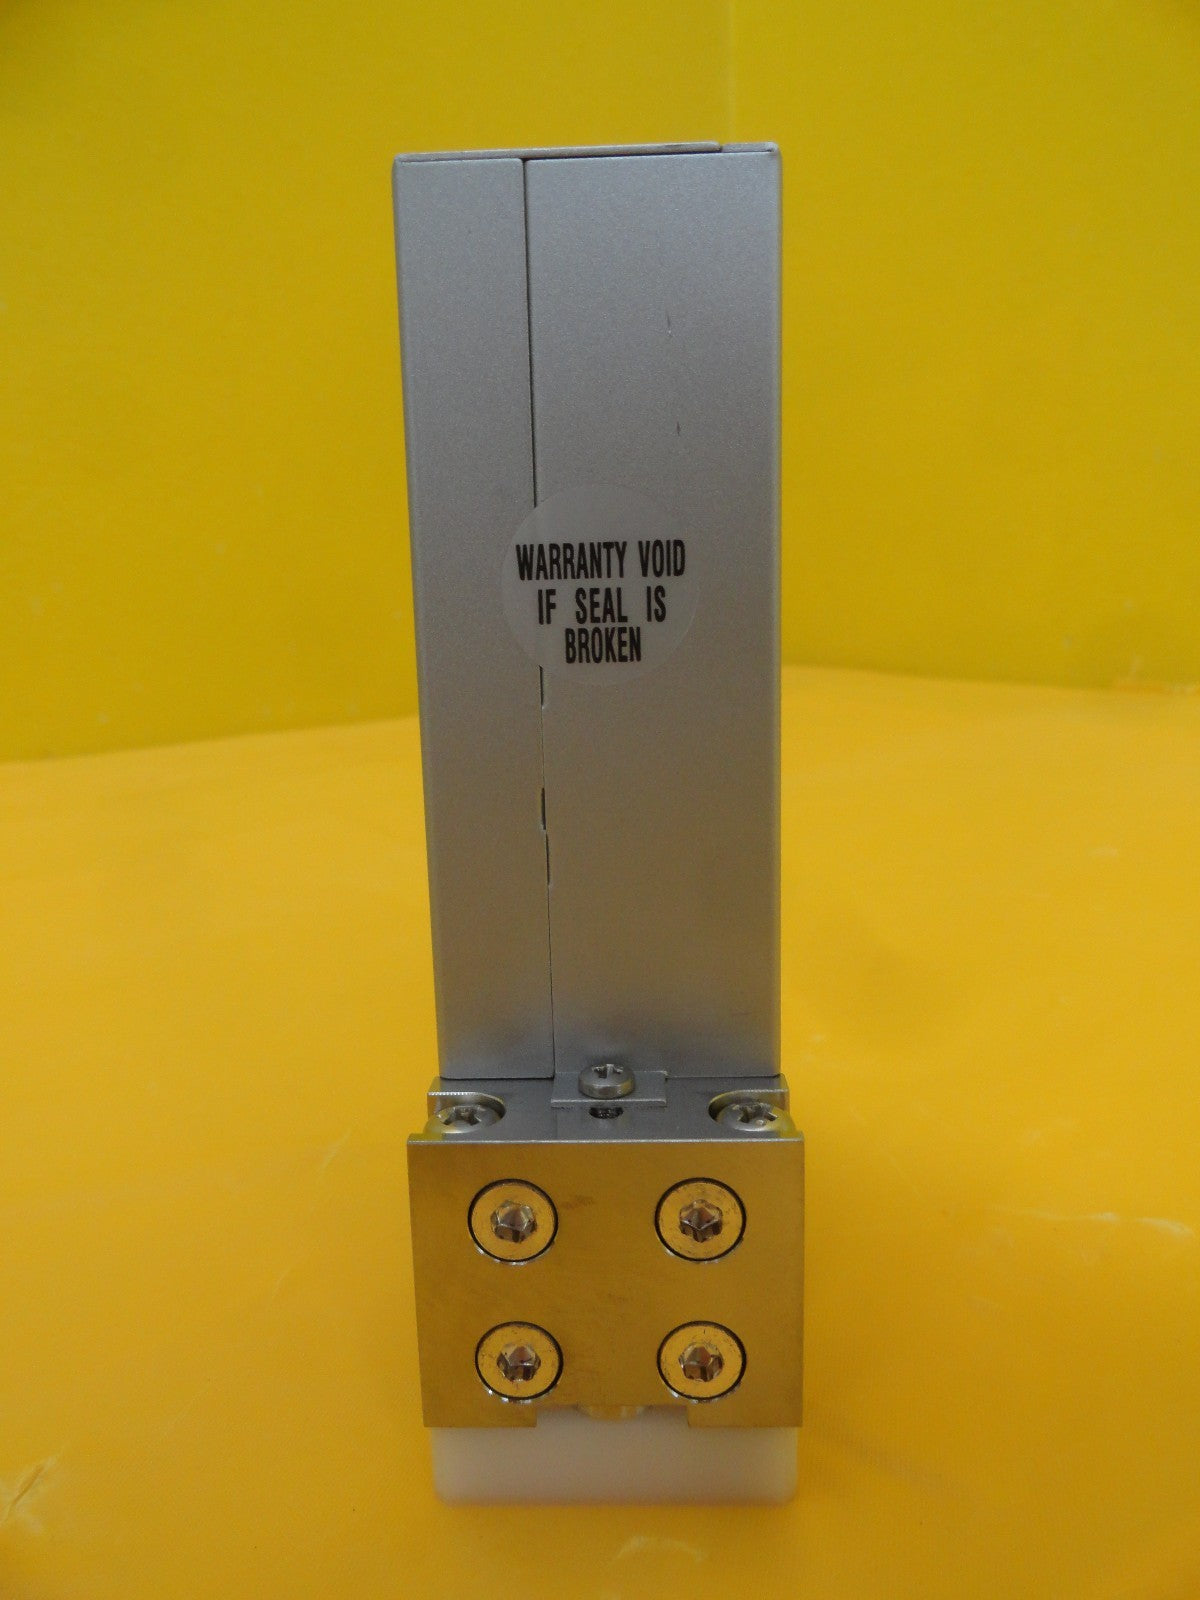 WARRANTY VOID
IF SEAL IS
BROKEN